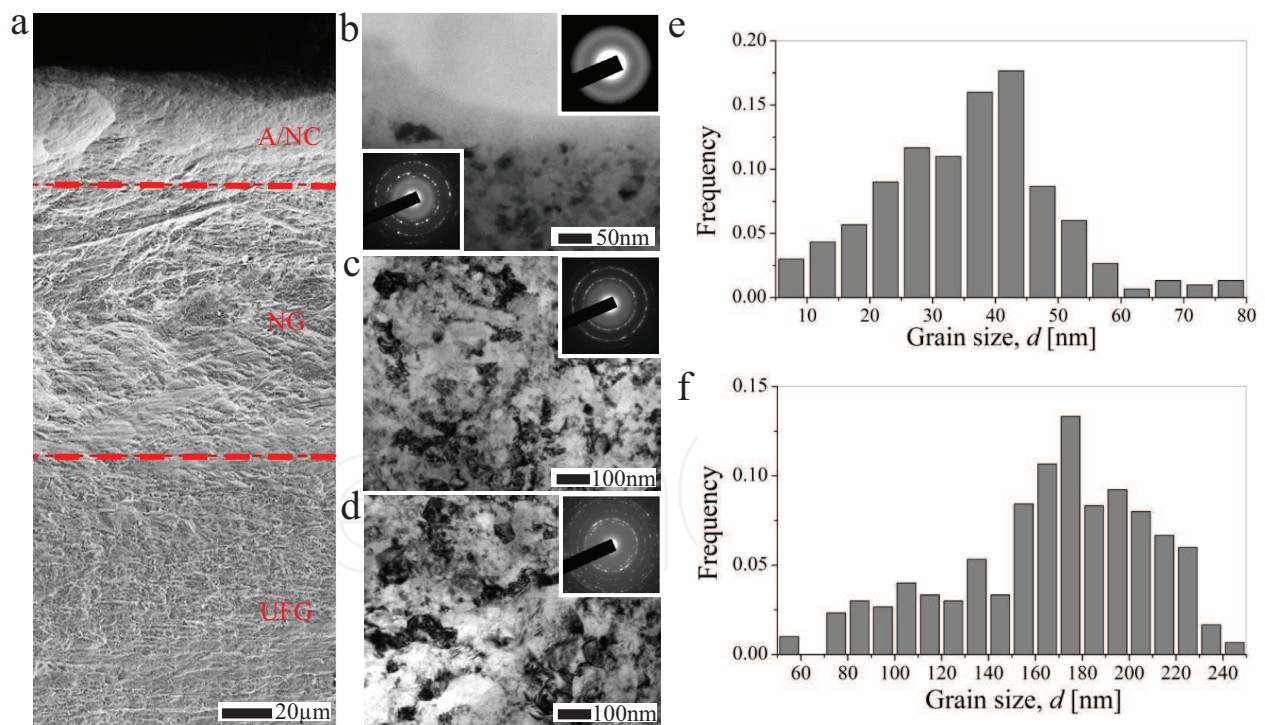 a
A/NC
NG
UFG
20μm
b
50nm
c
100nm
d
100nm
e
0.20
0.15
0.10
0.05
0.00
Frequency
10 20 30 40 50 60 70 80
Grain size, d [nm]
f
0.15
0.10
0.05
0.00
Frequency
60 80 100 120 140 160 180 200 220 240
Grain size, d [nm]